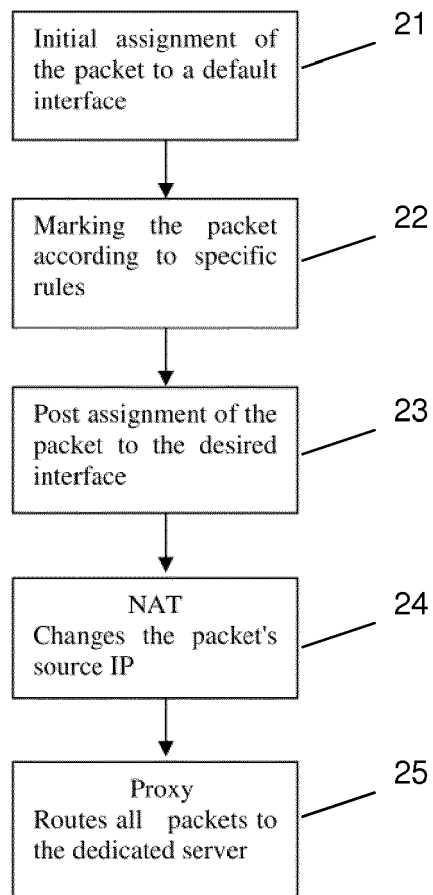 21
Initial assignment of
the packet to a default
interface
22
Marking the packet
according to specific
rules
23
Post assignment of the
packet to the desired
interface
24
NAT
Changes the packet's
source IP
25
Proxy
Routes all packets to
the dedicated server